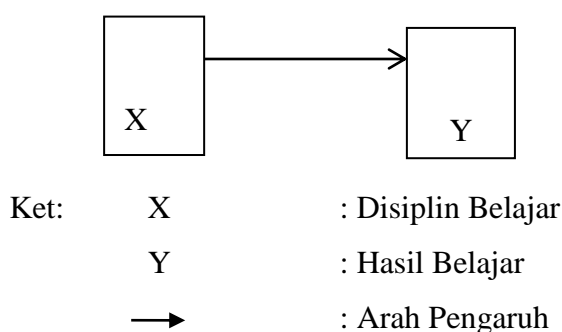 X Y
Ket: X : Disiplin Belajar
Y : Hasil Belajar
: Arah Pengaruh